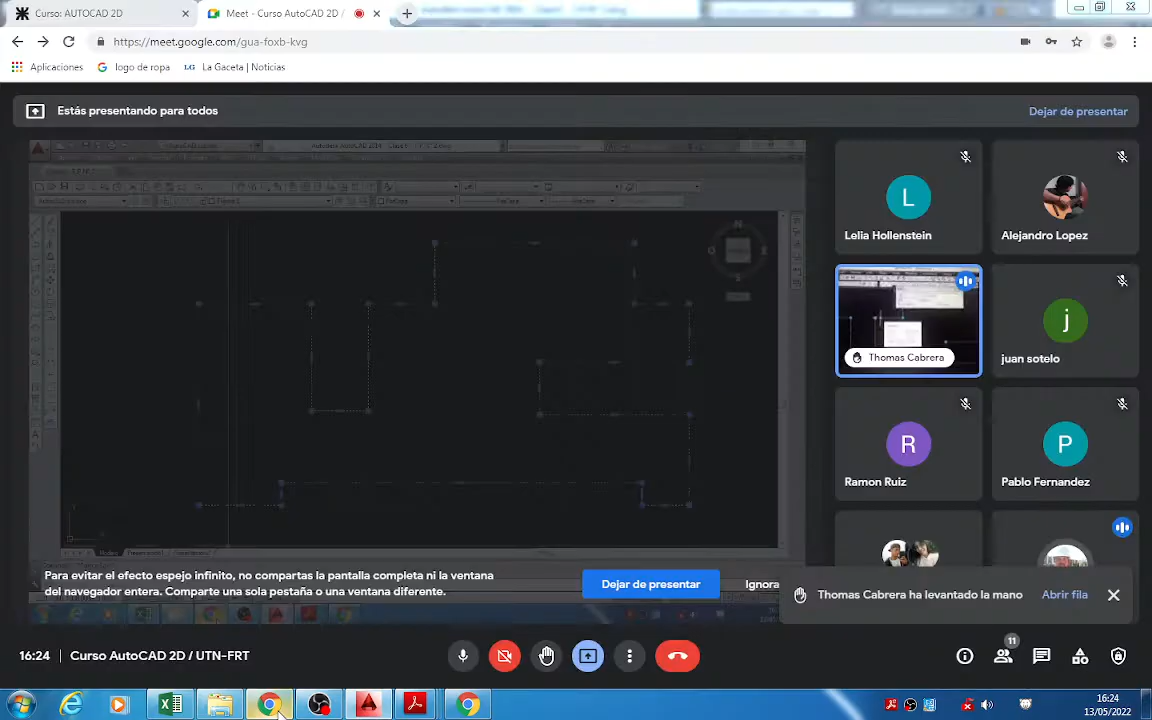 Curso: AUTOCAD 2D
Meet - Curso AutoCAD 2D /
https://meet.google.com/gua-foxb-kvg
Aplicaciones
logo de ropa
La Gaceta | Noticias
Estás presentando para todos
Dejar de presentar
L
Lelia Hollenstein
Alejandro Lopez
Thomas Cabrera
j
juan sotelo
R
Ramon Ruiz
P
Pablo Fernandez
Para evitar el efecto espejo infinito, no compartas la pantalla completa ni la ventana
del navegador entera. Comparte una sola pestaña o una ventana diferente.
Dejar de presentar
Ignora
Thomas Cabrera ha levantado la mano
Abrir fila
16:24
Curso AutoCAD 2D / UTN-FRT
11
16:24
13/05/2022